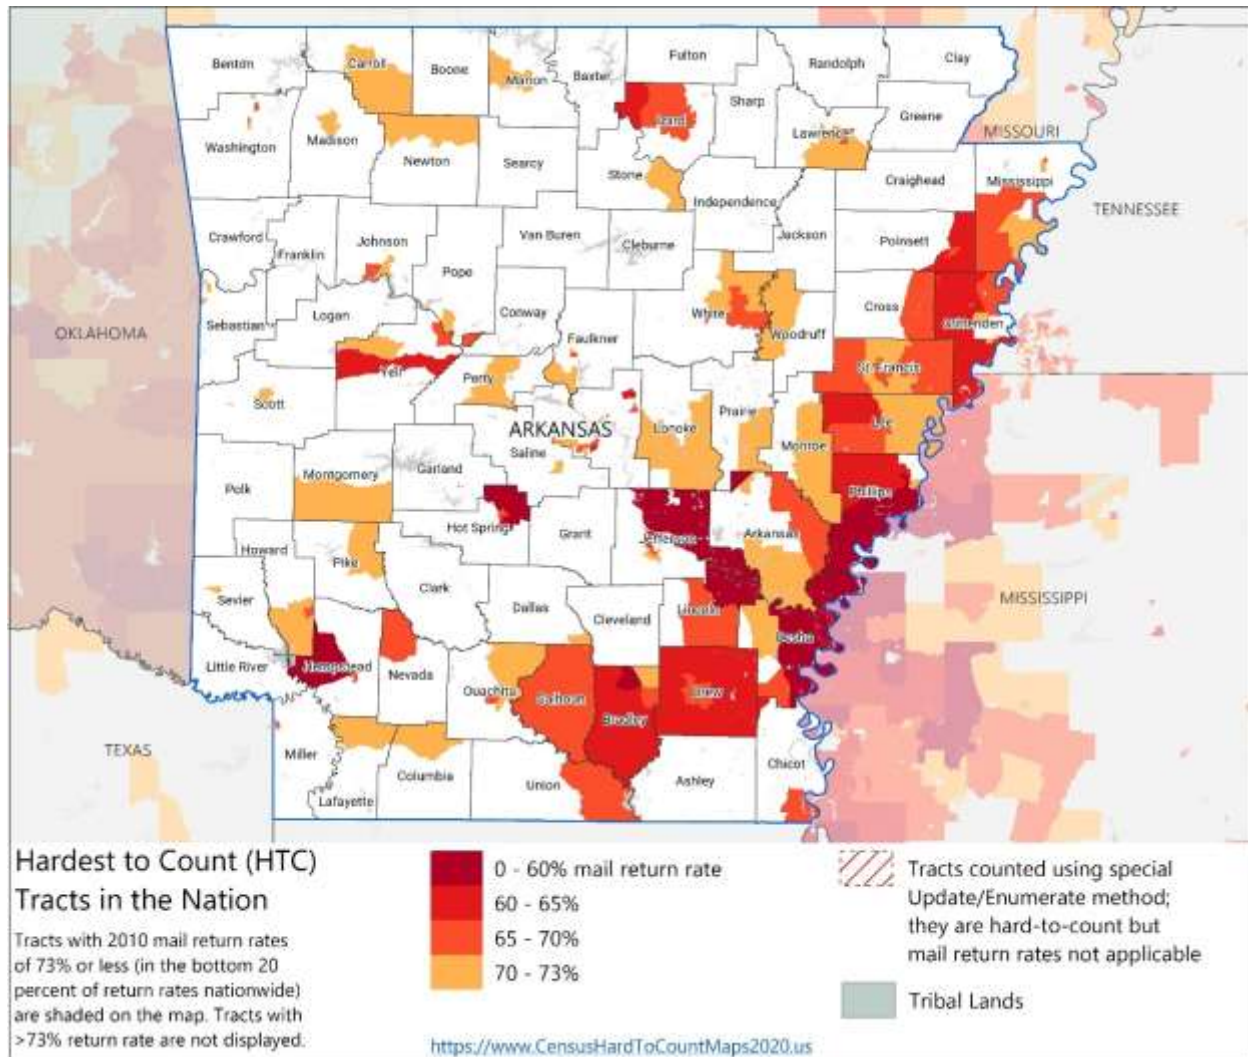 Benton
Carroll
Boone
Marion
Baxter
Fulton
Randolph
Clay
Izard
Sharp
Greene
Lawrence
MISSOURI
Washington
Madison
Newton
Searcy
Stone
Independence
Craighead
Mississippi
TENNESSEE
Crawford
Franklin
Johnson
Van Buren
Cleburne
Jackson
Poinsett
Pope
OKLAHOMA
Sebastian
Logan
Conway
Faulkner
White
Woodruff
Cross
Crittenden
Yell
Perry
St. Francis
Scott
ARKANSAS
Lonoke
Prairie
Monroe
Lee
Saline
Polk
Montgomery
Garland
Phillips
Hot Spring
Grant
Jefferson
Arkansas
Howard
Pike
Clark
Sevier
Dallas
Cleveland
Lincoln
MISSISSIPPI
Desha
Little River
Hempstead
Nevada
Ouachita
Calhoun
Bradley
Drew
TEXAS
Miller
Columbia
Lafayette
Union
Ashley
Chicot
Hardest to Count (HTC)
Tracts in the Nation
Tracts with 2010 mail return rates
of 73% or less (in the bottom 20
percent of return rates nationwide)
are shaded on the map. Tracts with
>73% return rate are not displayed.
0 - 60% mail return rate
60 - 65%
65 - 70%
70 - 73%
https://www.CensusHardToCountMaps2020.us
Tracts counted using special
Update/Enumerate method;
they are hard-to-count but
mail return rates not applicable
Tribal Lands